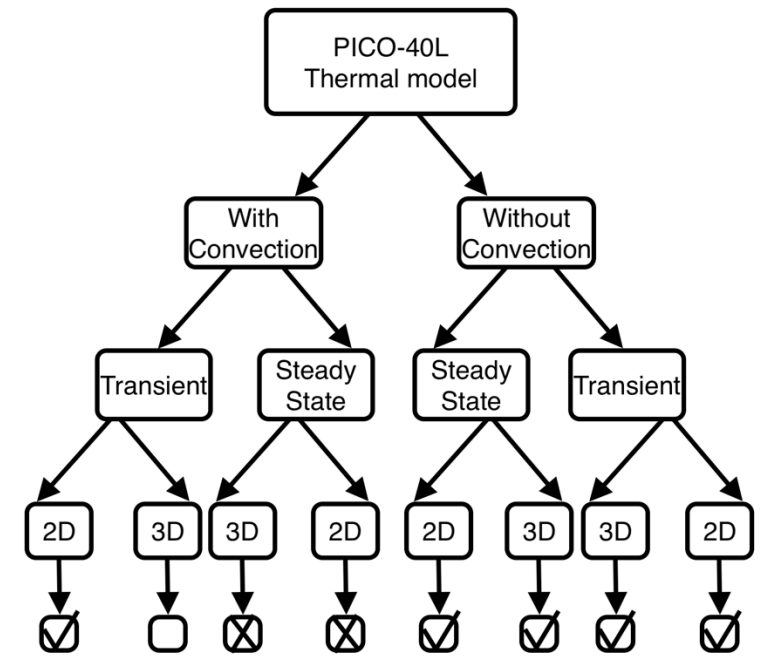 PICO-40L
Thermal model
With
Convection
Without
Convection
Transient
Steady
State
Steady
State
Transient
2D
3D
3D
2D
2D
3D
3D
2D